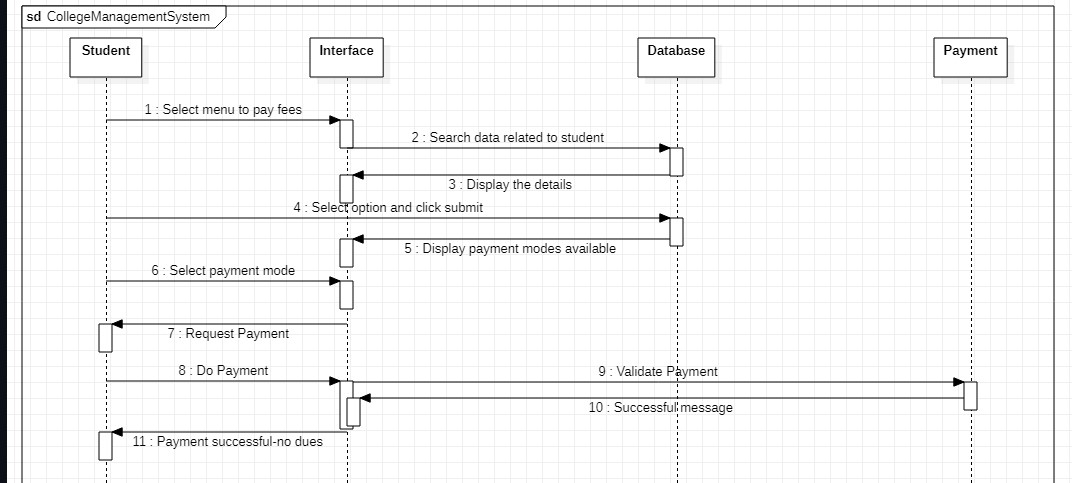 sd CollegeManagementSystem
Student
Interface
Database
Payment
1 : Select menu to pay fees
2 : Search data related to student
3 : Display the details
4 : Select option and click submit
5 : Display payment modes available
6 : Select payment mode
7 : Request Payment
8 : Do Payment
9 : Validate Payment
10 : Successful message
11 : Payment successful-no dues